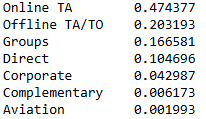 Online TA 0.474377
Offline TA/TO 0.203193
Groups 0.166581
Direct 0.104696
Corporate 0.042987
Complementary 0.006173
Aviation 0.001993